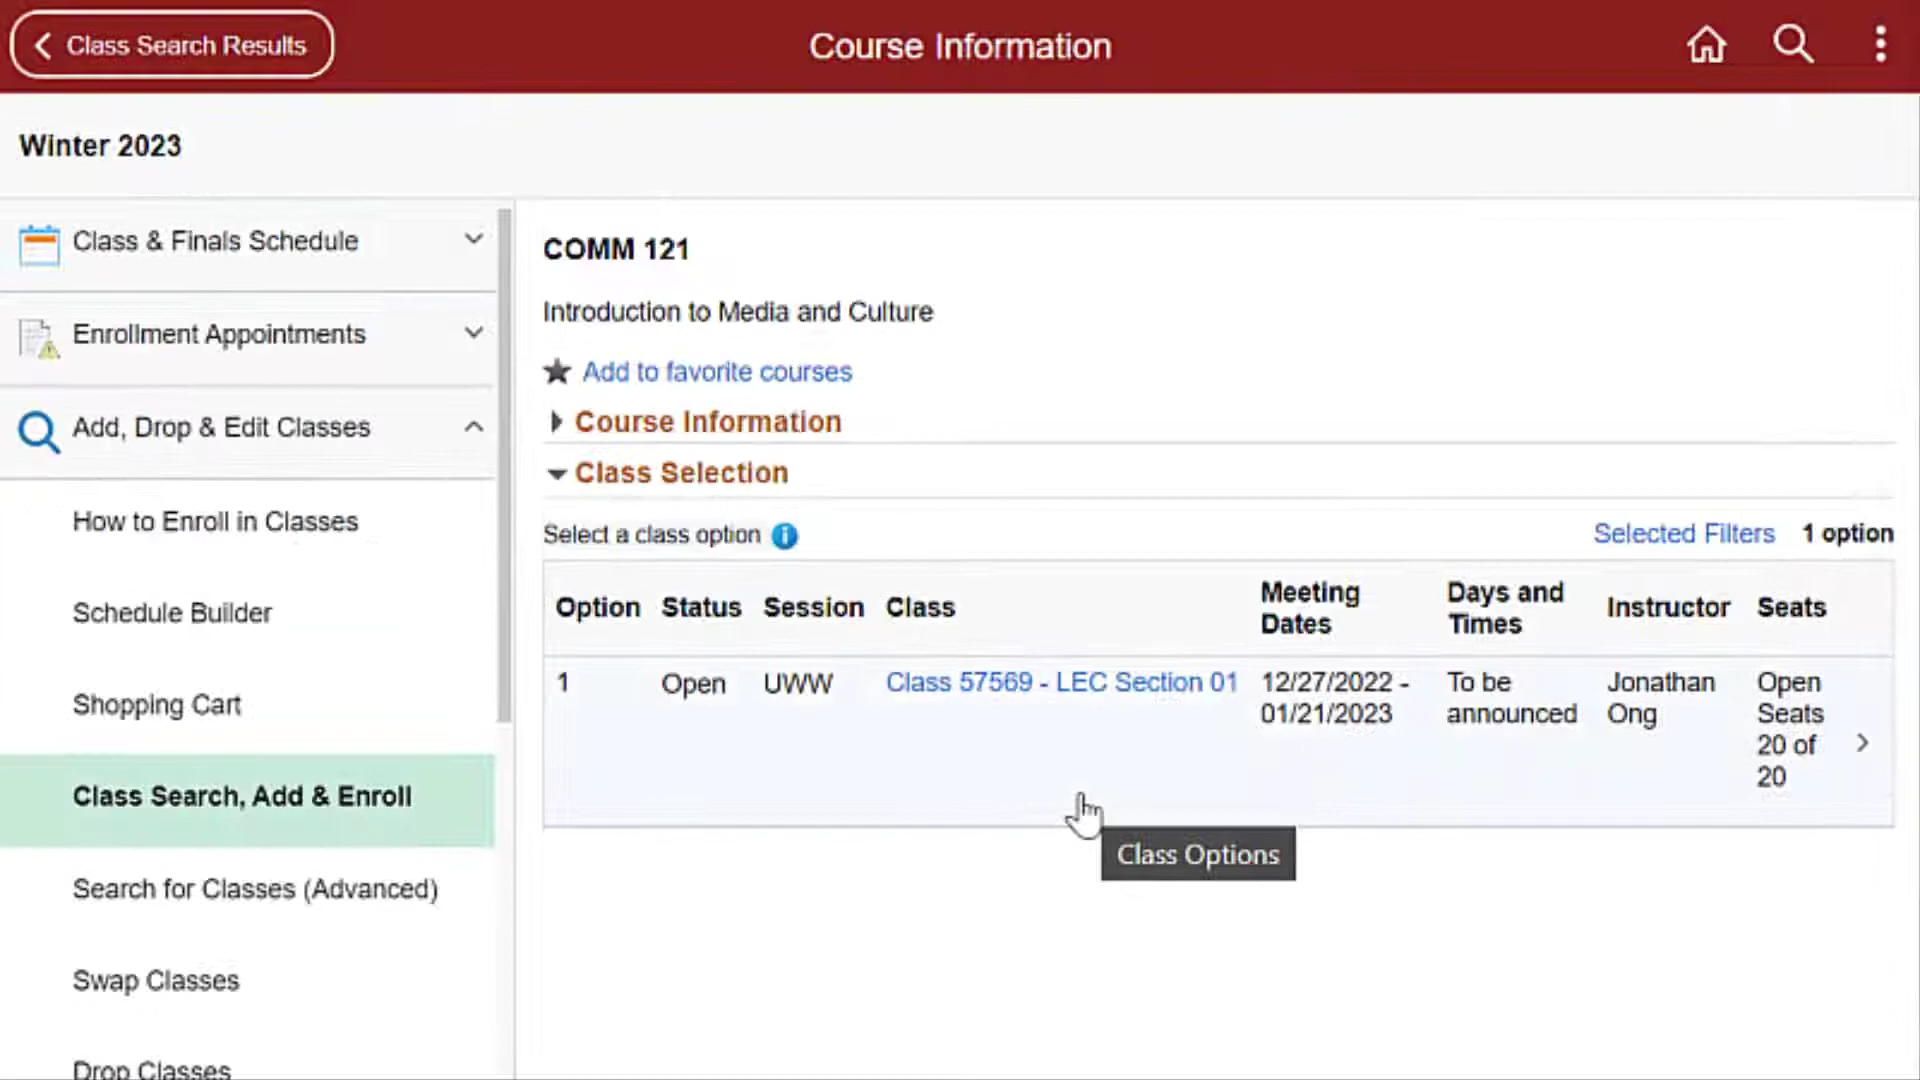 Class Search Results
Course Information
Winter 2023
Class & Finals Schedule
Enrollment Appointments
Add, Drop & Edit Classes
How to Enroll in Classes
Schedule Builder
Shopping Cart
Class Search, Add & Enroll
Search for Classes (Advanced)
Swap Classes
Drop Classes
COMM 121
Introduction to Media and Culture
Add to favorite courses
Course Information
Class Selection
Select a class option
Selected Filters 1 option
Option Status Session Class Meeting Dates Days and Times Instructor Seats
1 Open UWW Class 57569 - LEC Section 01 12/27/2022 - 01/21/2023 To be announced Jonathan Ong Open Seats 20 of 20
Class Options